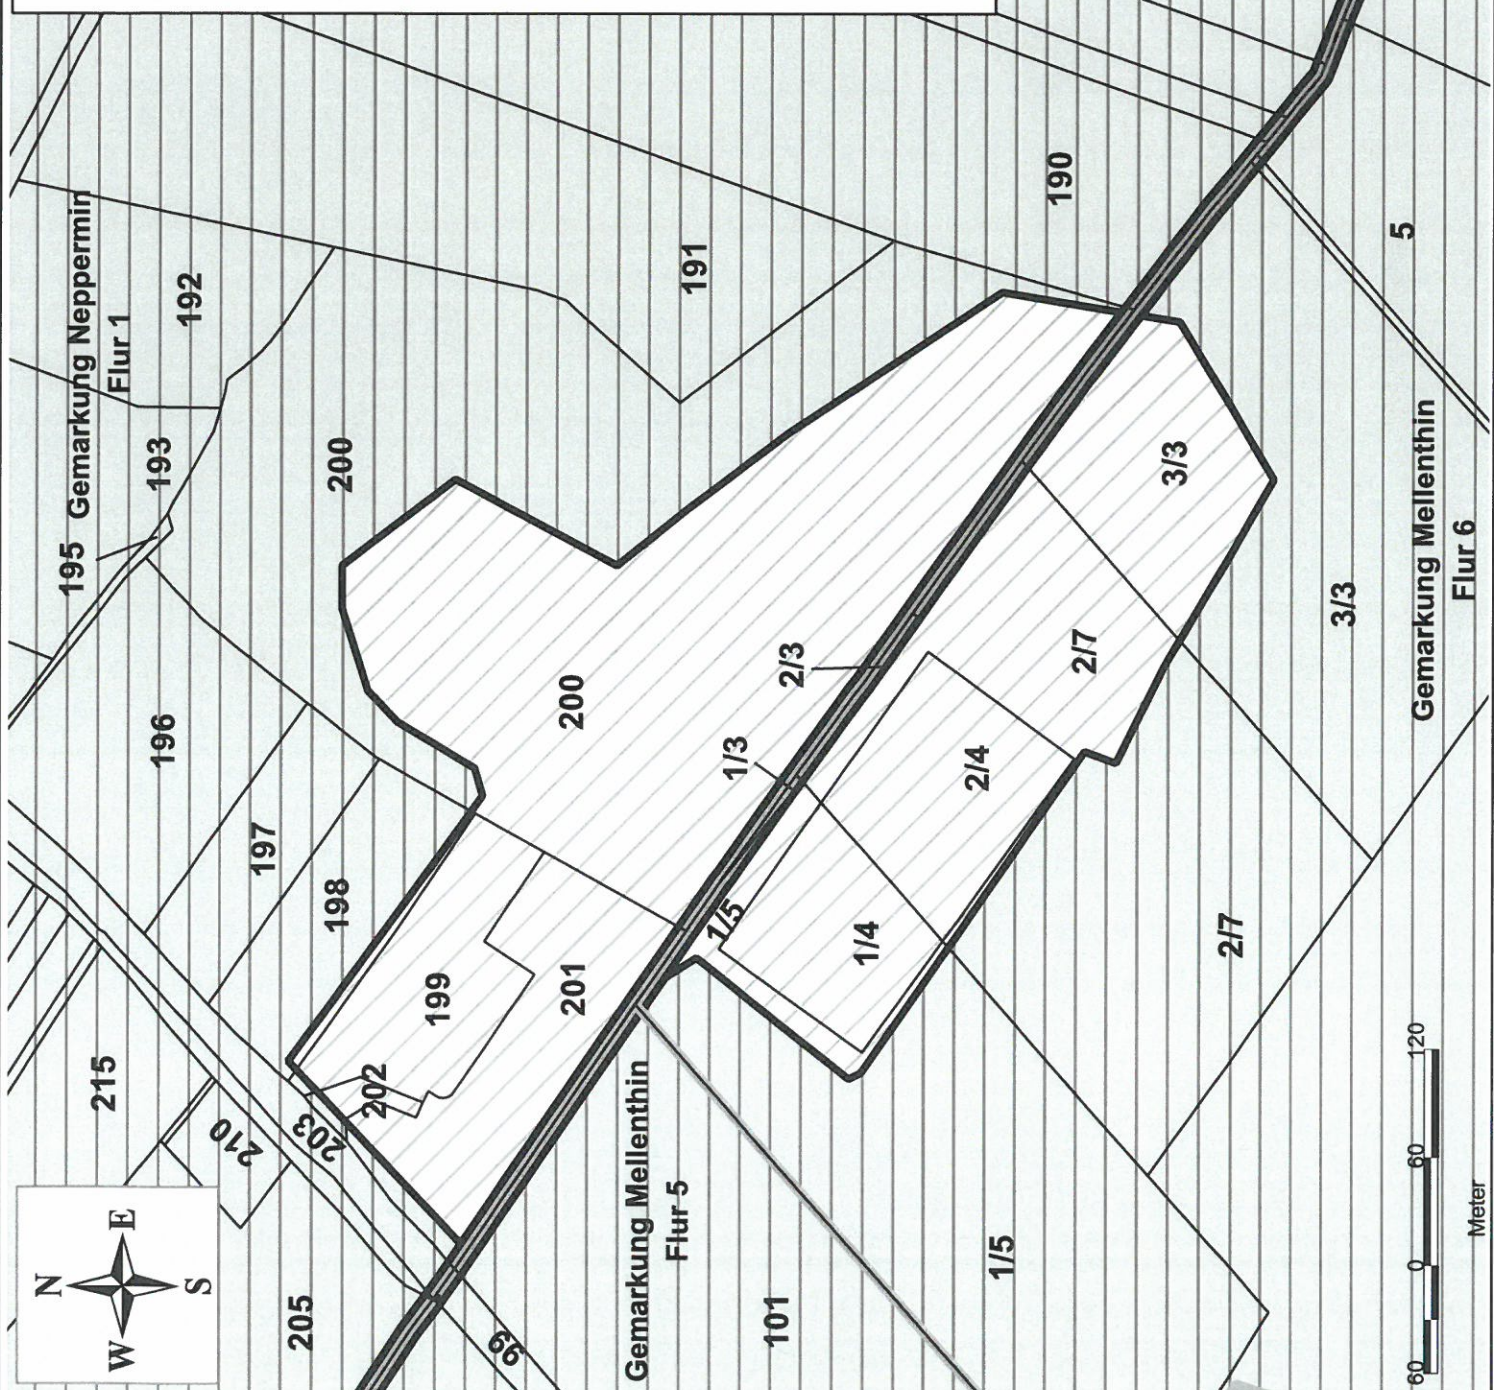 N
W E
S
195
Gemarkung Neppermin
Flur 1
215
193
196
192
210
197
205
203
198
200
202
199
99
201
200
Gemarkung Mellenthin
Flur 5
191
1/5
1/3
101
2/3
1/4
2/4
1/5
190
2/7
3/3
2/7
3/3
5
Gemarkung Mellenthin
Flur 6
60 0 60 120
Meter